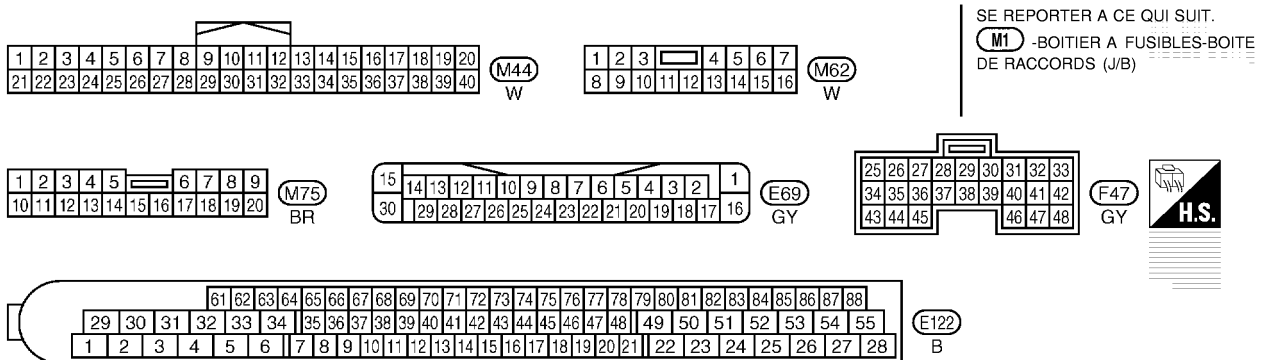 SE REPORTER A CE QUI SUIT.
M1 -BOITIER A FUSIBLES-BOITE
DE RACCORDS (J/B)
1 2 3 4 5 6 7 8 9 10 11 12 13 14 15 16 17 18 19 20
21 22 23 24 25 26 27 28 29 30 31 32 33 34 35 36 37 38 39 40
M44
W
1 2 3 4 5 6 7
8 9 10 11 12 13 14 15 16
M62
W
1 2 3 4 5 6 7 8 9
10 11 12 13 14 15 16 17 18 19 20
M75
BR
15 14 13 12 11 10 9 8 7 6 5 4 3 2 1
30 29 28 27 26 25 24 23 22 21 20 19 18 17 16
E69
GY
25 26 27 28 29 30 31 32 33
34 35 36 37 38 39 40 41 42
43 44 45 46 47 48
F47
GY
H.S.
61 62 63 64 65 66 67 68 69 70 71 72 73 74 75 76 77 78 79 80 81 82 83 84 85 86 87 88
29 30 31 32 33 34 35 36 37 38 39 40 41 42 43 44 45 46 47 48 49 50 51 52 53 54 55
1 2 3 4 5 6 7 8 9 10 11 12 13 14 15 16 17 18 19 20 21 22 23 24 25 26 27 28
E122
B